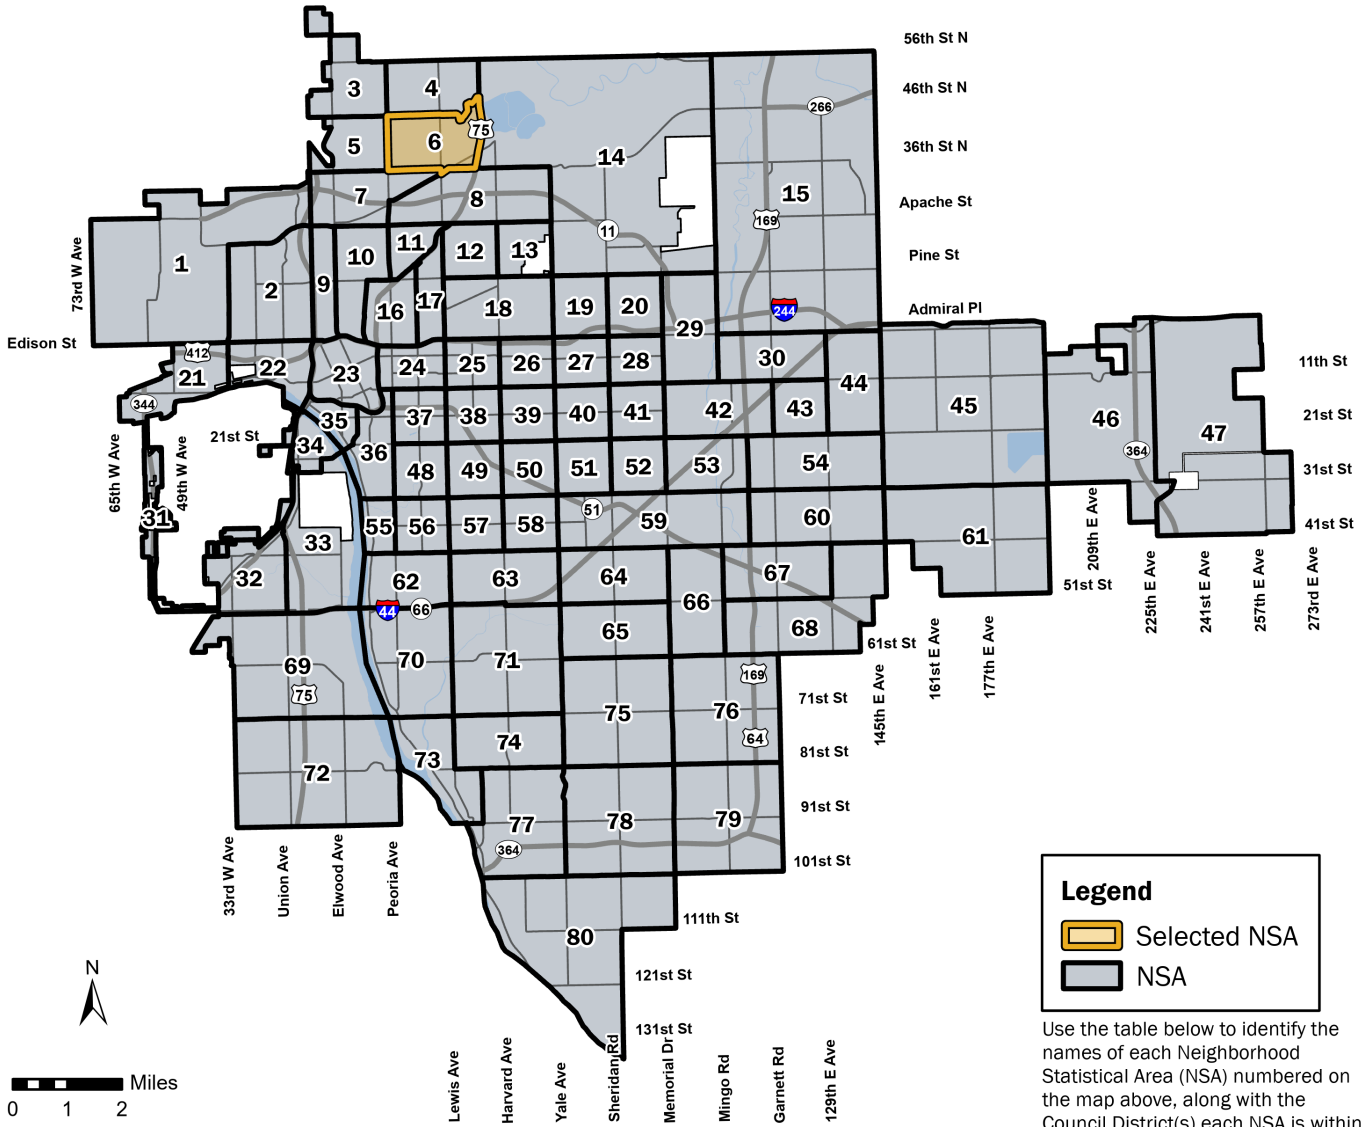 56th St N
3
4
46th St N
266
75
6
5
36th St N
14
7
8
15
Apache St
169
11
73rd W Ave
1
10
11
12
13
Pine St
2
9
16
17
18
19
20
29
244
Admiral Pl
Edison St
412
21
22
23
24
25
26
27
28
30
44
11th St
344
35
37
38
39
40
41
42
43
45
46
47
21st St
21st St
34
36
364
31st St
65th W Ave
49th W Ave
48
49
50
51
52
53
54
31
33
55
56
57
58
51
59
60
61
209th E Ave
41st St
32
62
63
64
67
51st St
225th E Ave
241st E Ave
257th E Ave
273rd E Ave
44
66
66
65
68
61st St
69
70
71
161st E Ave
177th E Ave
75
169
71st St
145th E Ave
75
76
64
74
81st St
72
73
77
78
79
91st St
364
101st St
33rd W Ave
Union Ave
Elwood Ave
Peoria Ave
111th St
80
121st St
131st St
Lewis Ave
Harvard Ave
Yale Ave
Sheridan Rd
Memorial Dr
Mingo Rd
Garnett Rd
129th E Ave
N
Miles
0 1 2
Legend
Selected NSA
NSA
Use the table below to identify the
names of each Neighborhood
Statistical Area (NSA) numbered on
the map above, along with the
Council District(s) each NSA is within